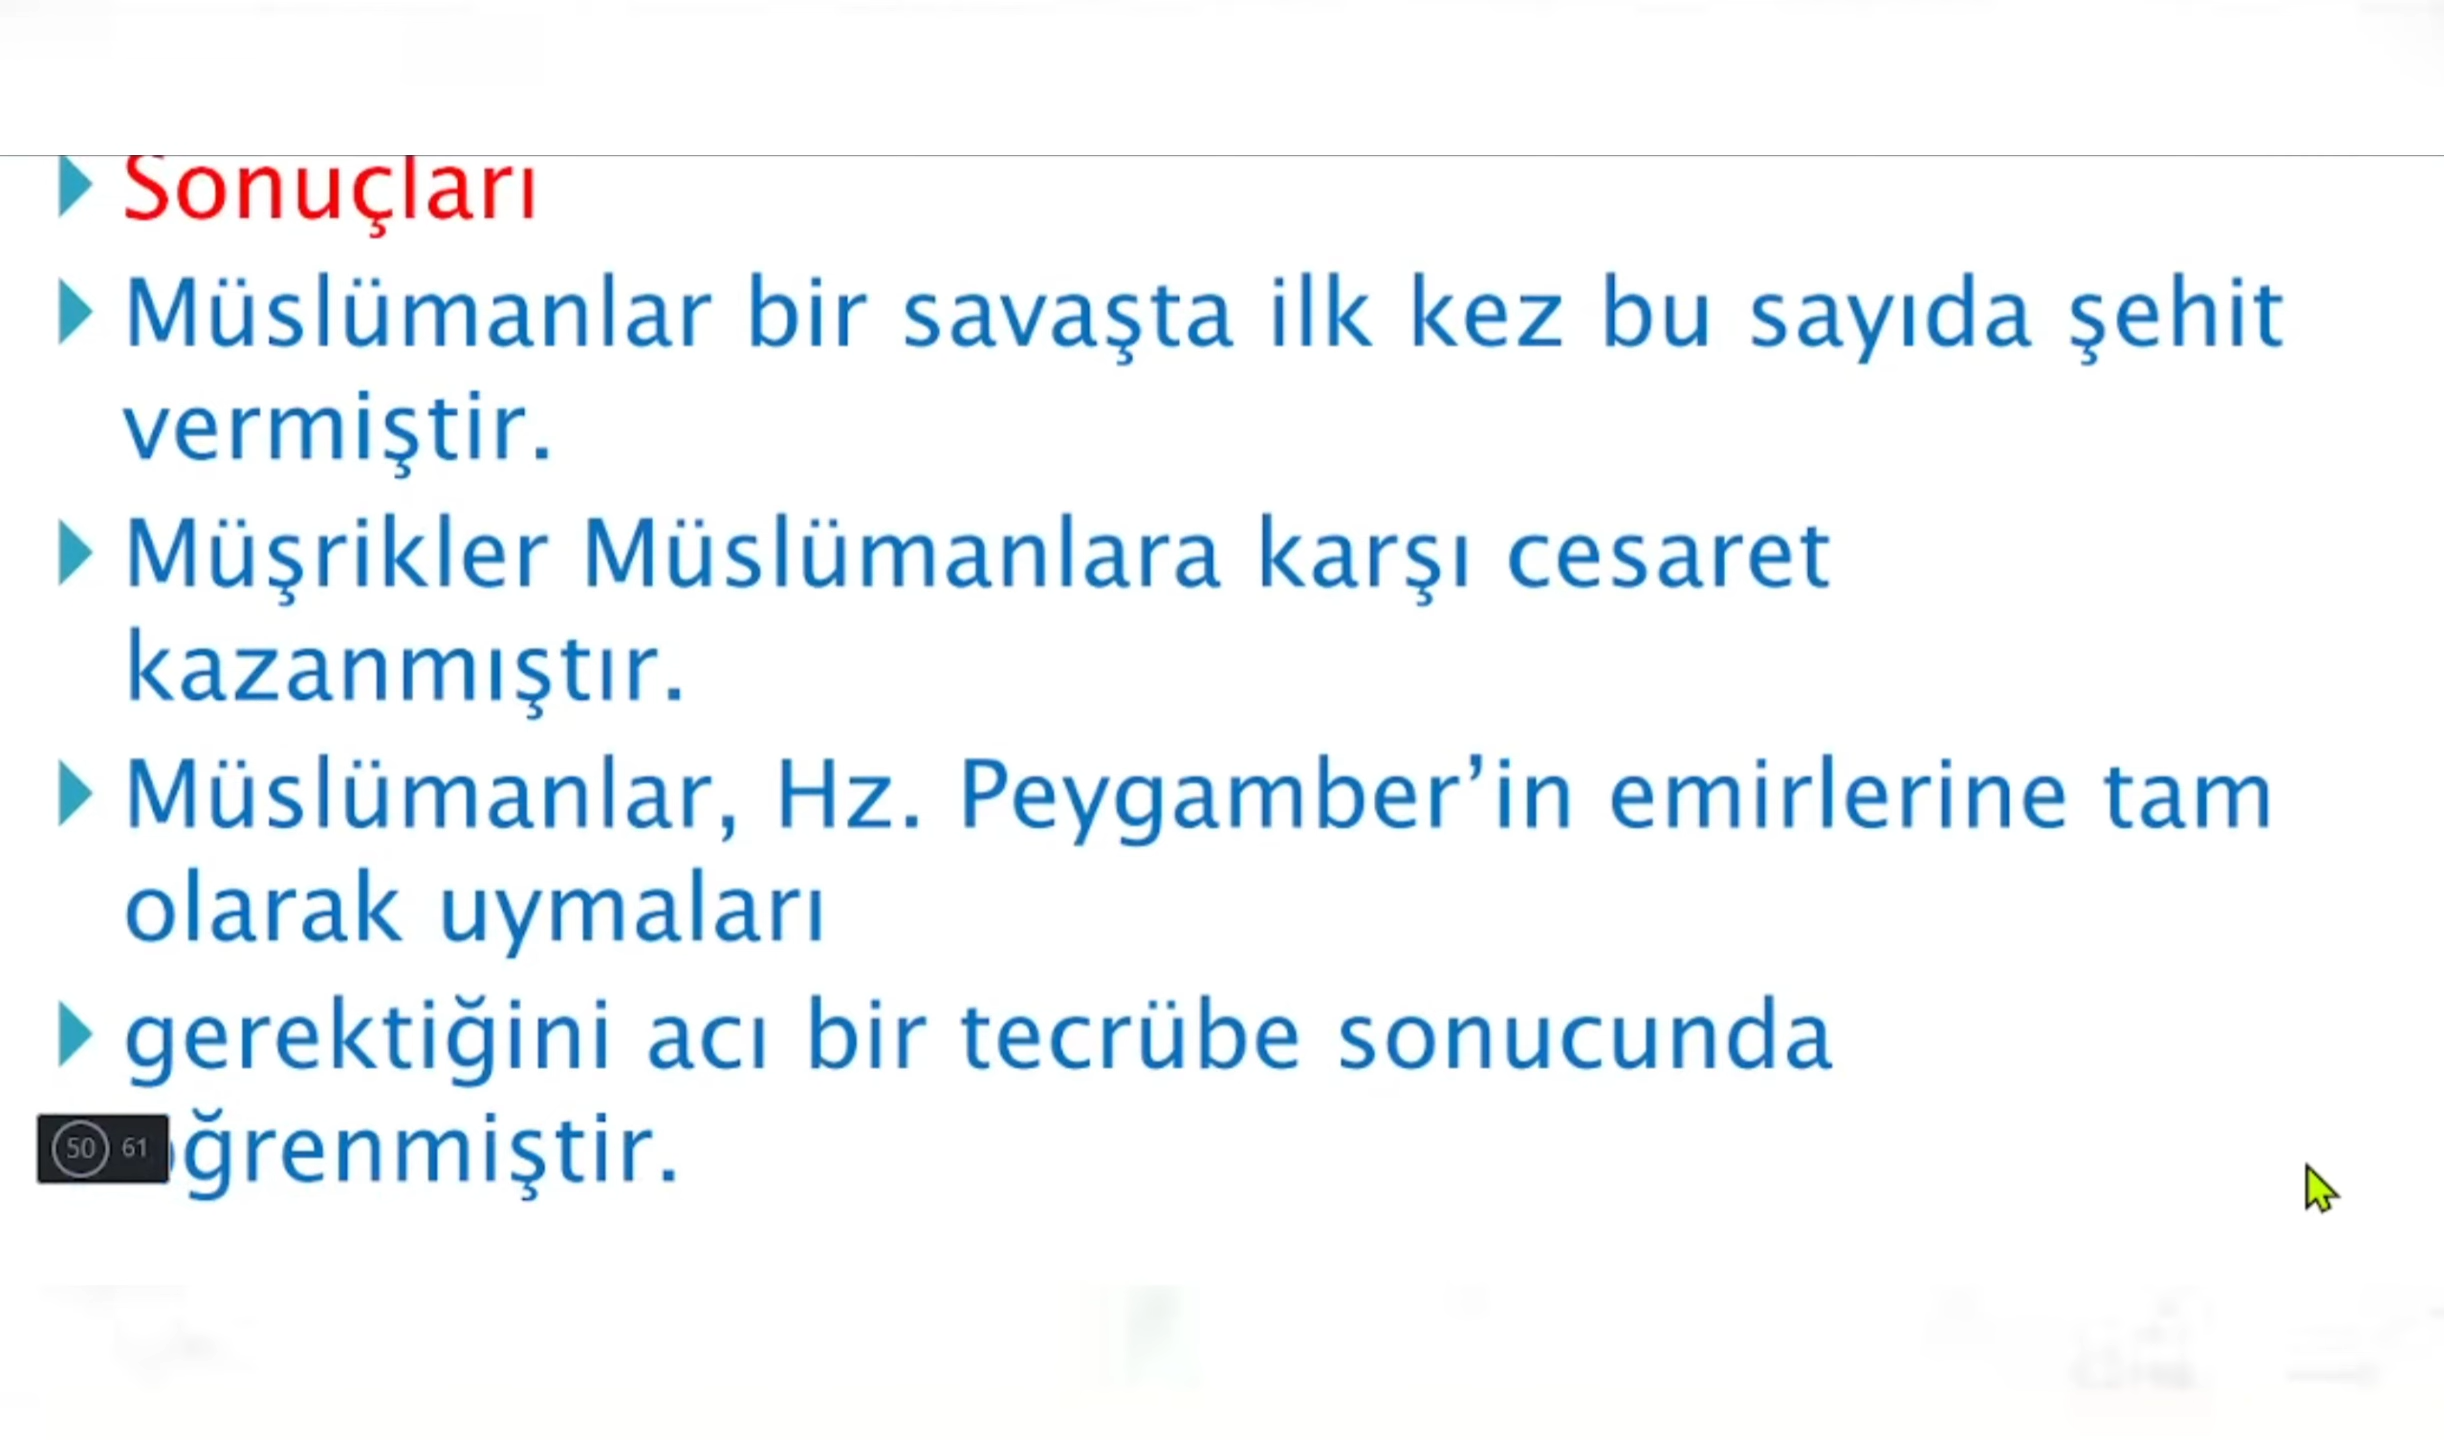 Sonuçları
Müslümanlar bir savaşta ilk kez bu sayıda şehit
vermiştir.
Müşrikler Müslümanlara karşı cesaret
kazanmıştır.
Müslümanlar, Hz. Peygamber’in emirlerine tam
olarak uymaları
gerektiğini acı bir tecrübe sonucunda
öğrenmiştir.
50 61